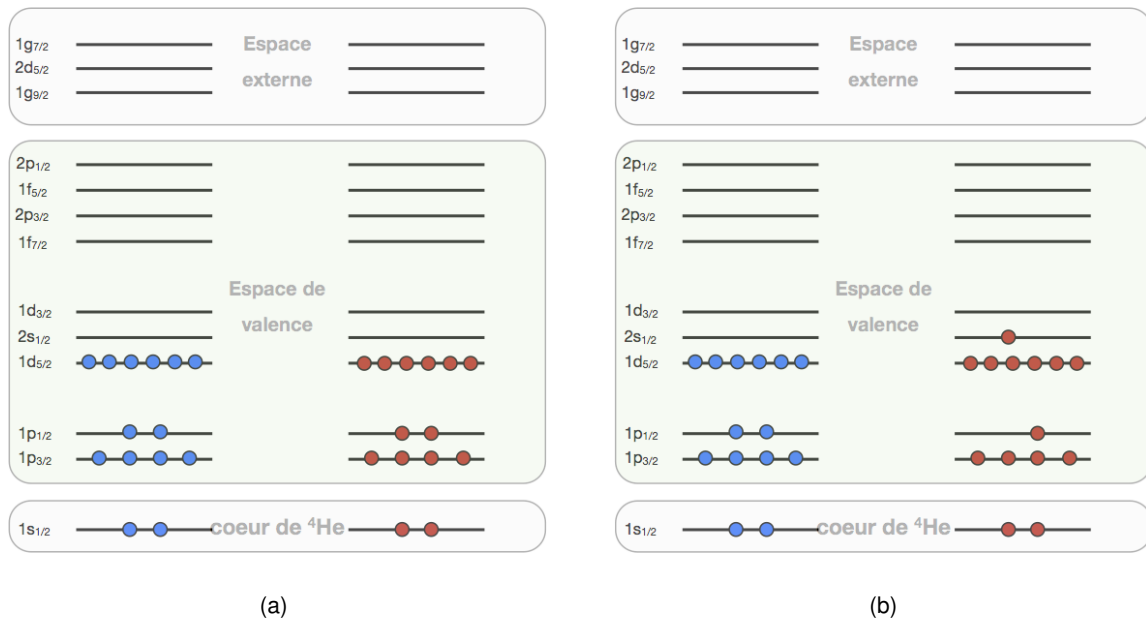 1g7/2
2d5/2
1g9/2
Espace
externe
2p1/2
1f5/2
2p3/2
1f7/2
1d3/2
2s1/2
1d5/2
1p1/2
1p3/2
Espace de
valence
1s1/2
coeur de ⁴He
(a)
1g7/2
2d5/2
1g9/2
Espace
externe
2p1/2
1f5/2
2p3/2
1f7/2
1d3/2
2s1/2
1d5/2
1p1/2
1p3/2
Espace de
valence
1s1/2
coeur de ⁴He
(b)